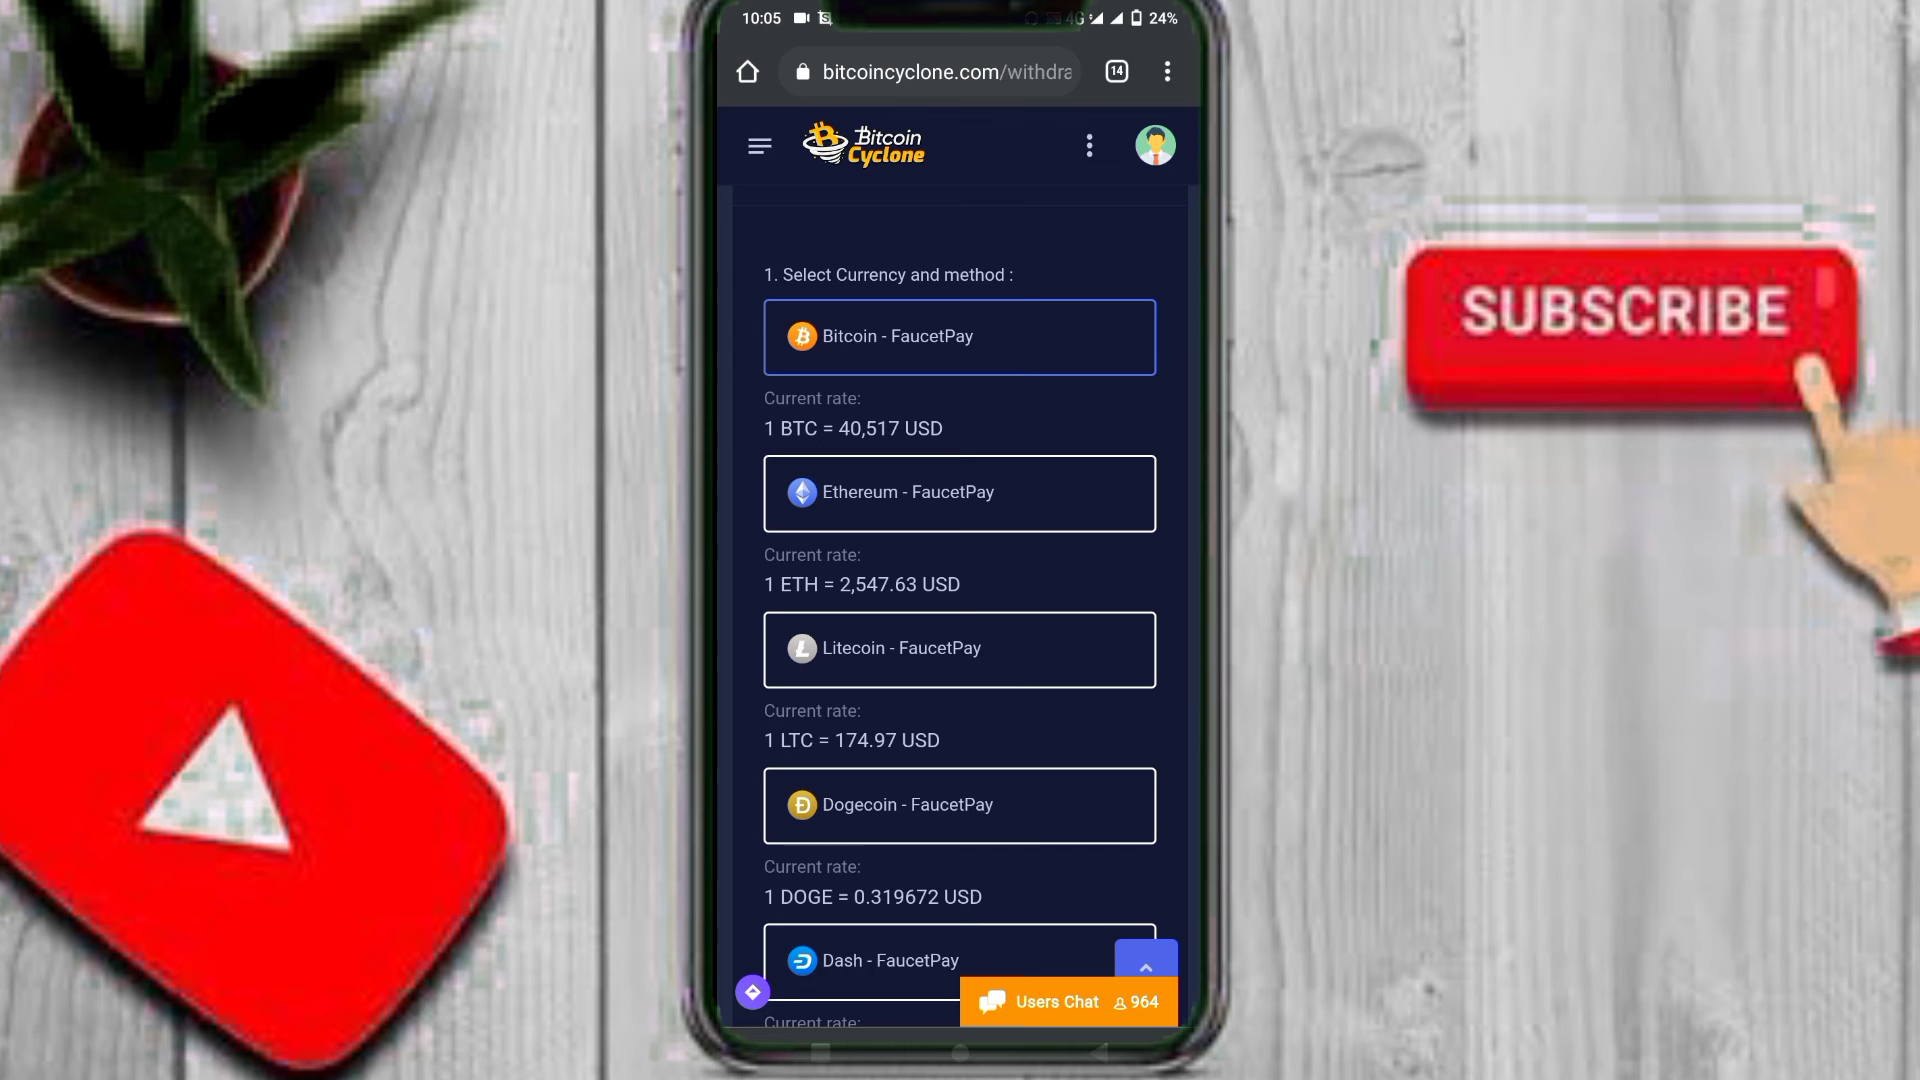 10:05
4G
24%
bitcoincyclone.com/withdra
14
Bitcoin
Cyclone
1. Select Currency and method :
Bitcoin - FaucetPay
Current rate:
1 BTC = 40,517 USD
Ethereum - FaucetPay
Current rate:
1 ETH = 2,547.63 USD
Litecoin - FaucetPay
Current rate:
1 LTC = 174.97 USD
Dogecoin - FaucetPay
Current rate:
1 DOGE = 0.319672 USD
Dash - FaucetPay
Users Chat 964
Current rate:
SUBSCRIBE